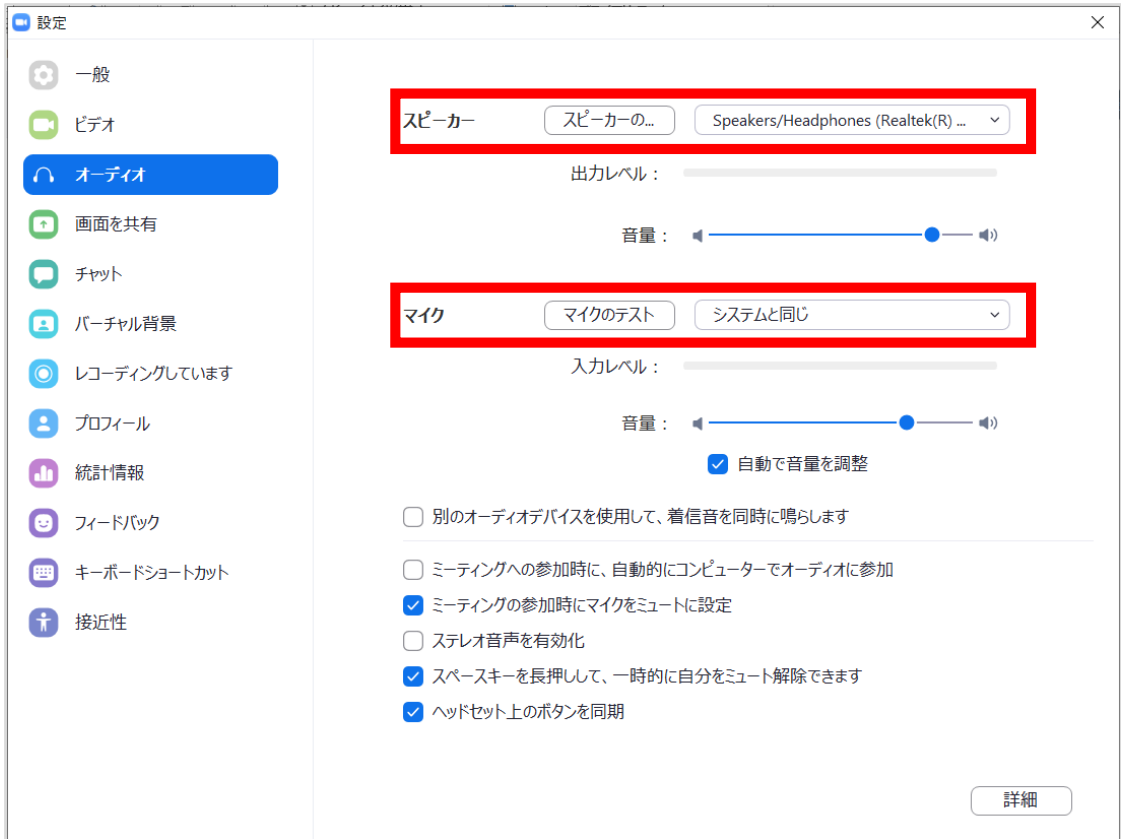 設定
一般
ビデオ
オーディオ
画面を共有
チャット
バーチャル背景
レコーディングしています
プロフィール
統計情報
フィードバック
キーボードショートカット
接近性
スピーカー スピーカーの... Speakers/Headphones (Realtek(R) ...
出力レベル：
音量：
マイク マイクのテスト システムと同じ
入力レベル：
音量：
自動で音量を調整
別のオーディオデバイスを使用して、着信音を同時に鳴らします
ミーティングへの参加時に、自動的にコンピューターでオーディオに参加
ミーティングの参加時にマイクをミュートに設定
ステレオ音声を有効化
スペースキーを長押しして、一時的に自分をミュート解除できます
ヘッドセット上のボタンを同期
詳細